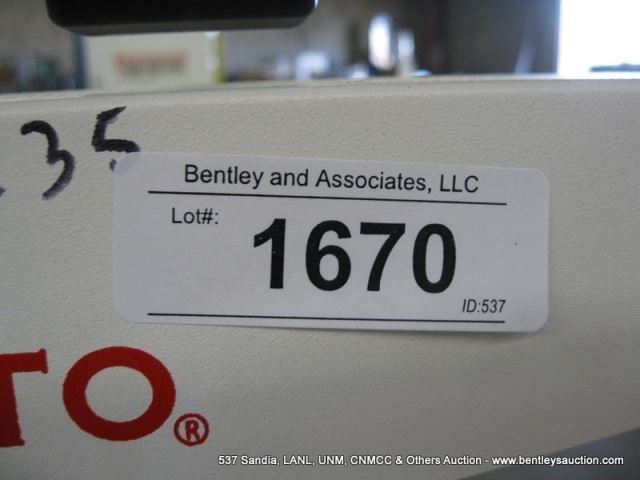 35
Bentley and Associates, LLC
Lot#:
1670
ID:537
TO®
537 Sandia, LANL, UNM, CNMCC & Others Auction - www.bentleysauction.com